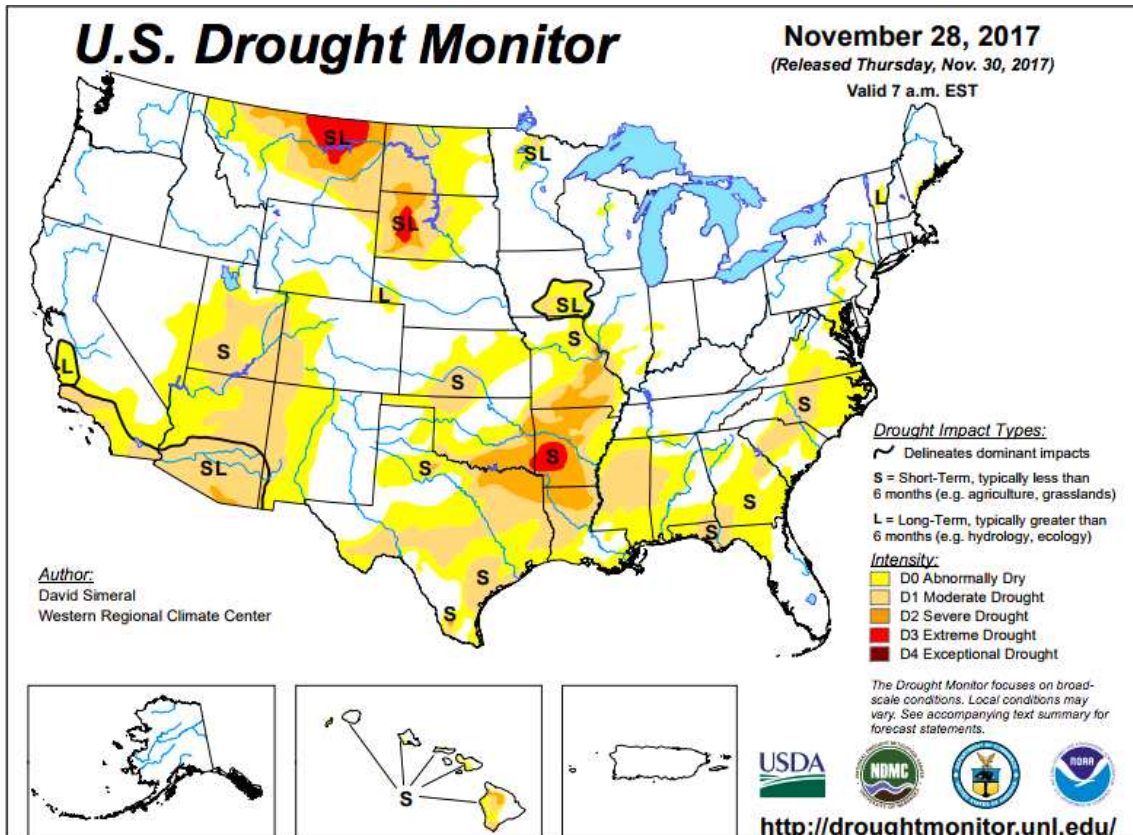 U.S. Drought Monitor
November 28, 2017
(Released Thursday, Nov. 30, 2017)
Valid 7 a.m. EST
SL
SL
SL
L
L
SL
S
S
S
L
S
SL
S
S
S
S
S
S
S
Drought Impact Types:
Delineates dominant impacts
S = Short-Term, typically less than
6 months (e.g. agriculture, grasslands)
L = Long-Term, typically greater than
6 months (e.g. hydrology, ecology)
Intensity:
D0 Abnormally Dry
D1 Moderate Drought
D2 Severe Drought
D3 Extreme Drought
D4 Exceptional Drought
Author:
David Simeral
Western Regional Climate Center
The Drought Monitor focuses on broad-
scale conditions. Local conditions may
vary. See accompanying text summary for
forecast statements.
S
USDA
NDMC
NOAA
http://droughtmonitor.unl.edu/